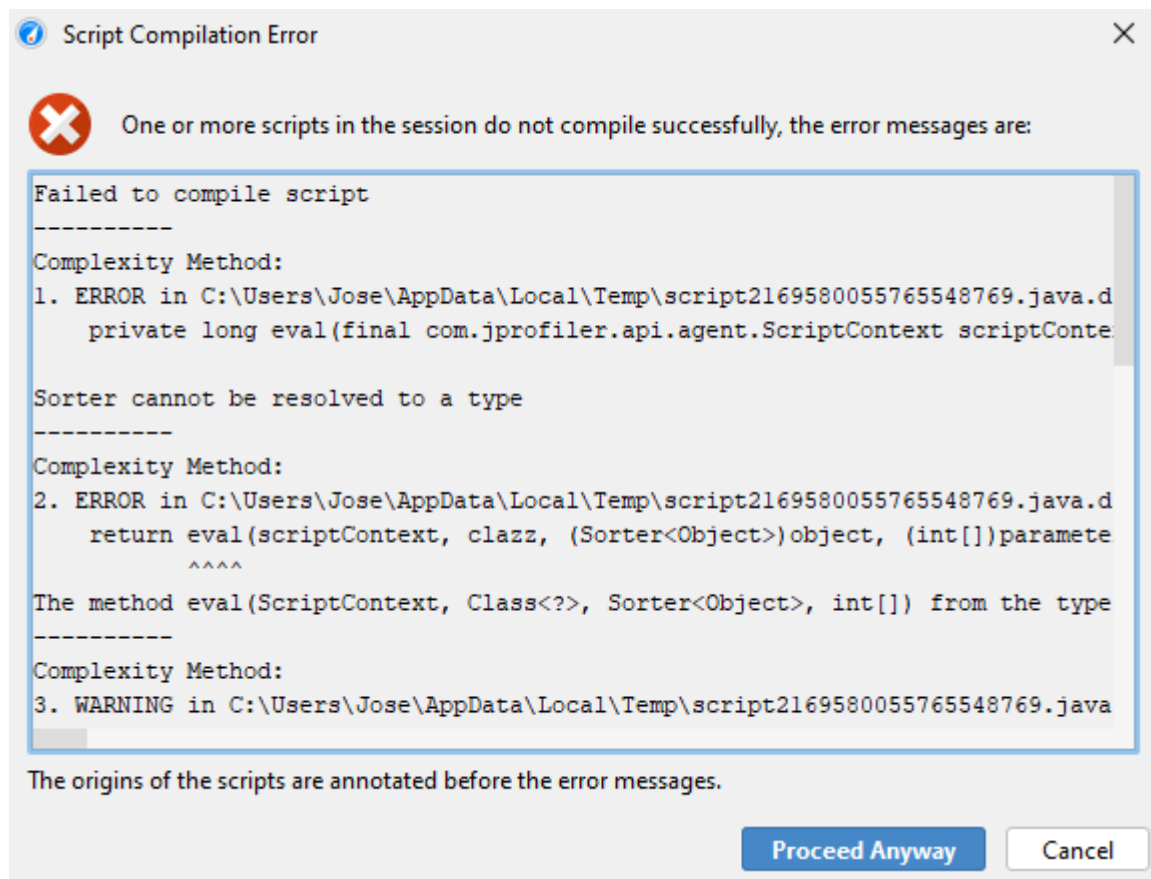 Script Compilation Error
One or more scripts in the session do not compile successfully, the error messages are:
Failed to compile script
----------
Complexity Method:
1. ERROR in C:\Users\Jose\AppData\Local\Temp\script2169580055765548769.java.d
private long eval(final com.jprofiler.api.agent.ScriptContext scriptConte
Sorter cannot be resolved to a type
----------
Complexity Method:
2. ERROR in C:\Users\Jose\AppData\Local\Temp\script2169580055765548769.java.d
return eval(scriptContext, clazz, (Sorter<Object>)object, (int[])paramete
^^^^
The method eval(ScriptContext, Class<?>, Sorter<Object>, int[]) from the type
----------
Complexity Method:
3. WARNING in C:\Users\Jose\AppData\Local\Temp\script2169580055765548769.java
The origins of the scripts are annotated before the error messages.
Proceed Anyway
Cancel